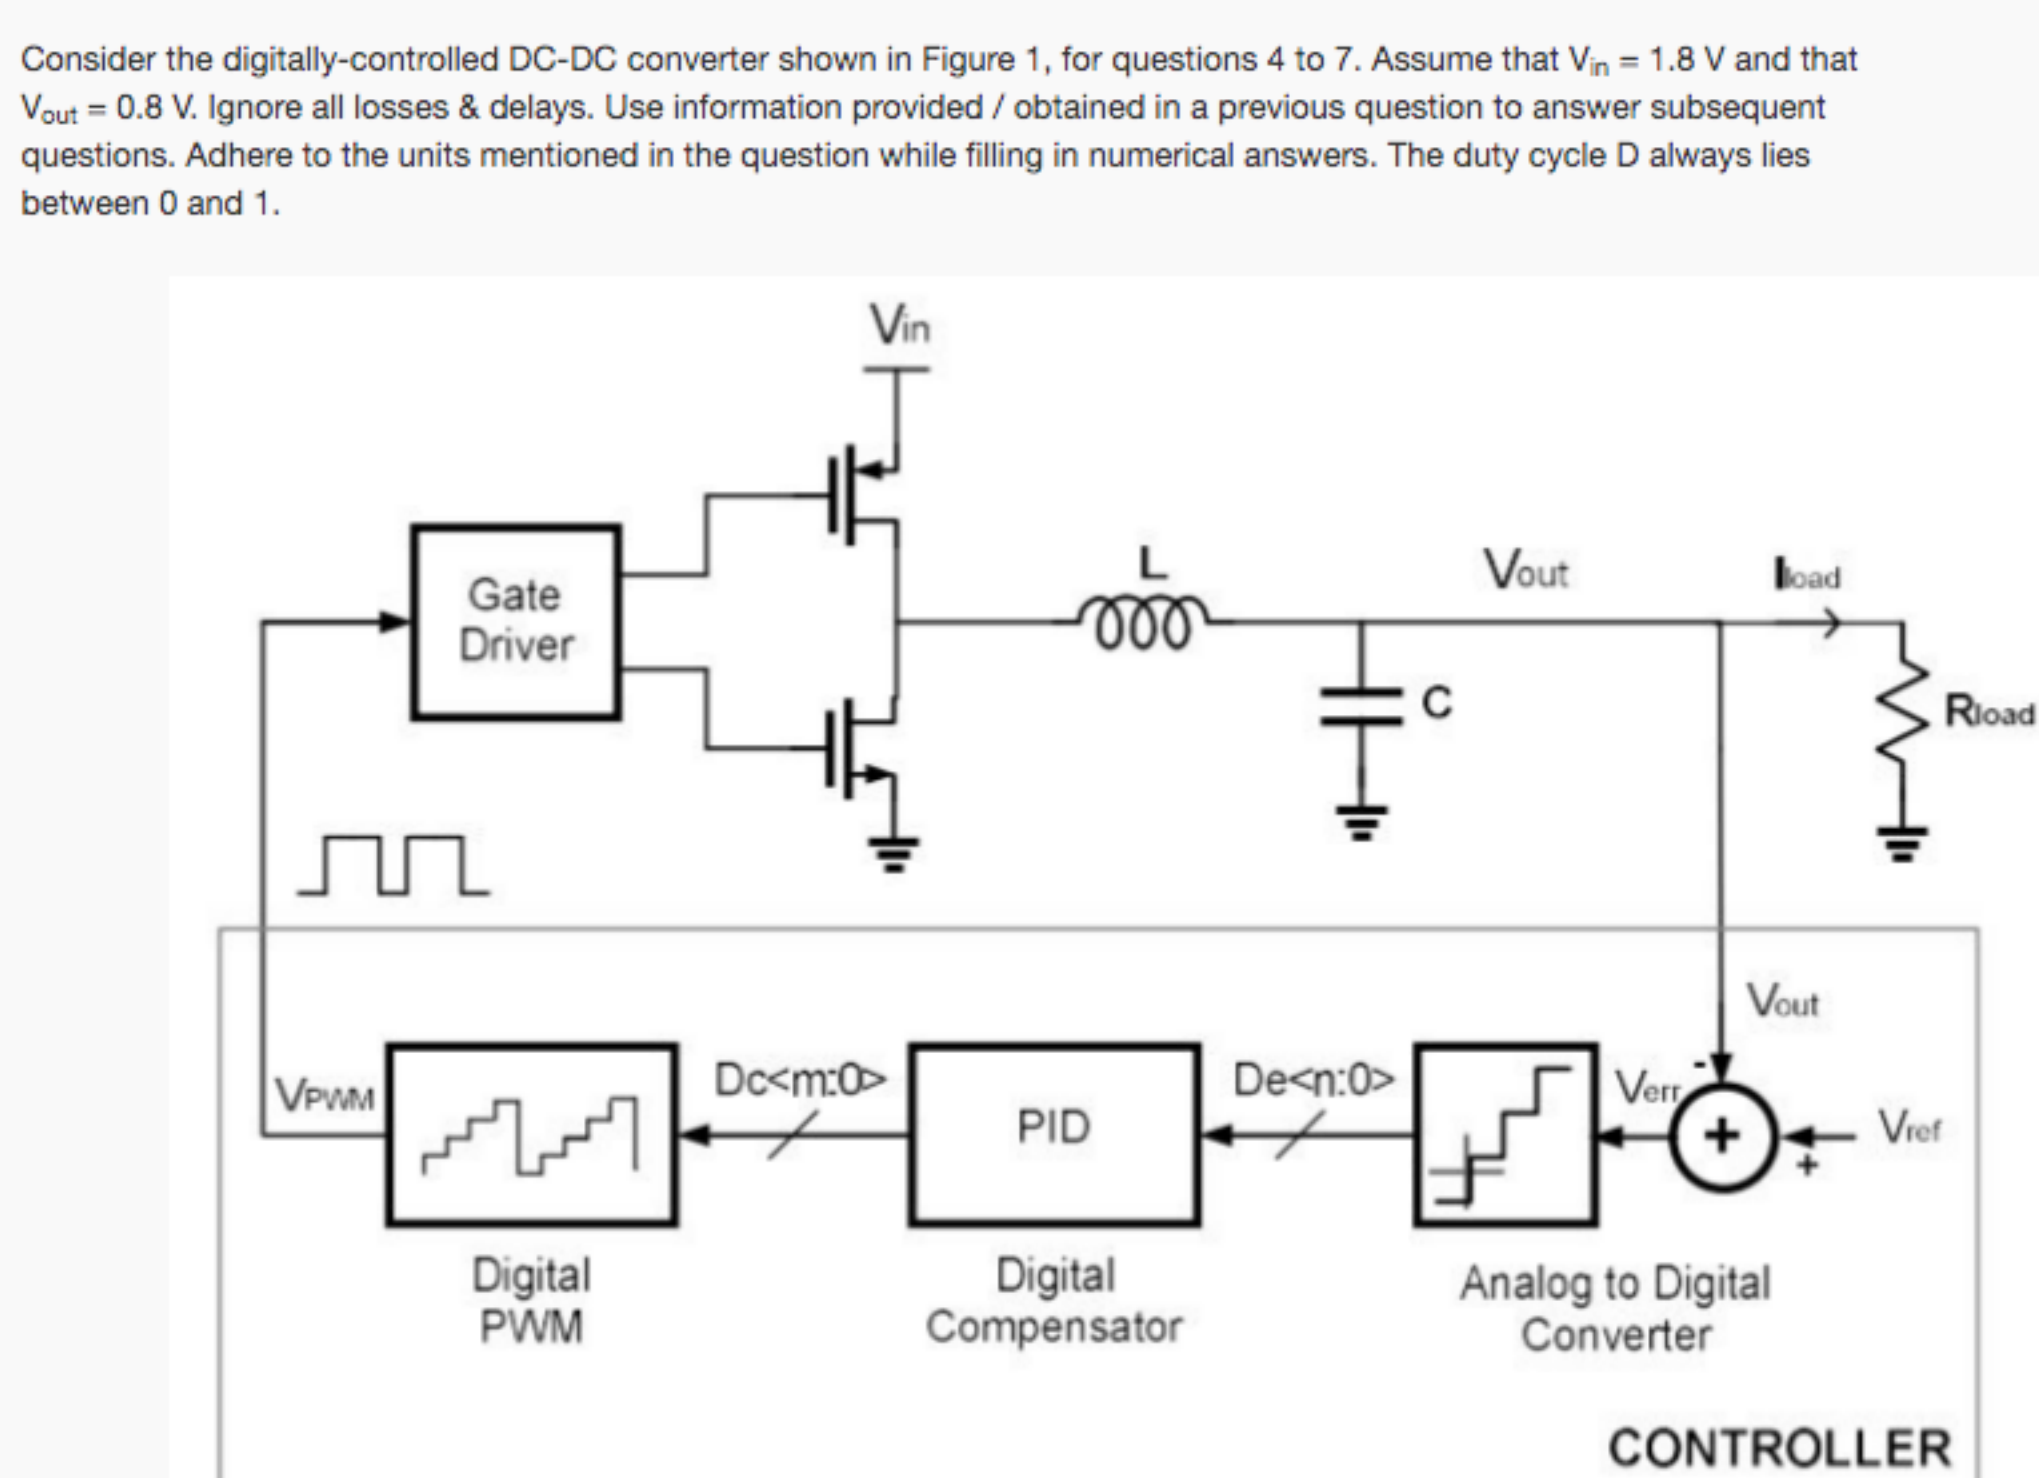 Consider the digitally-controlled DC-DC converter shown in Figure 1, for questions 4 to 7. Assume that Vin = 1.8 V and that
Vout = 0.8 V. Ignore all losses & delays. Use information provided / obtained in a previous question to answer subsequent
questions. Adhere to the units mentioned in the question while filling in numerical answers. The duty cycle D always lies
between 0 and 1.
Vin
L
Vout
Iload
Gate
Driver
C
Rload
Vout
VPWM
Dc<m:0>
PID
De<n:0>
Verr
-
+
Vref
+
Digital
PWM
Digital
Compensator
Analog to Digital
Converter
CONTROLLER